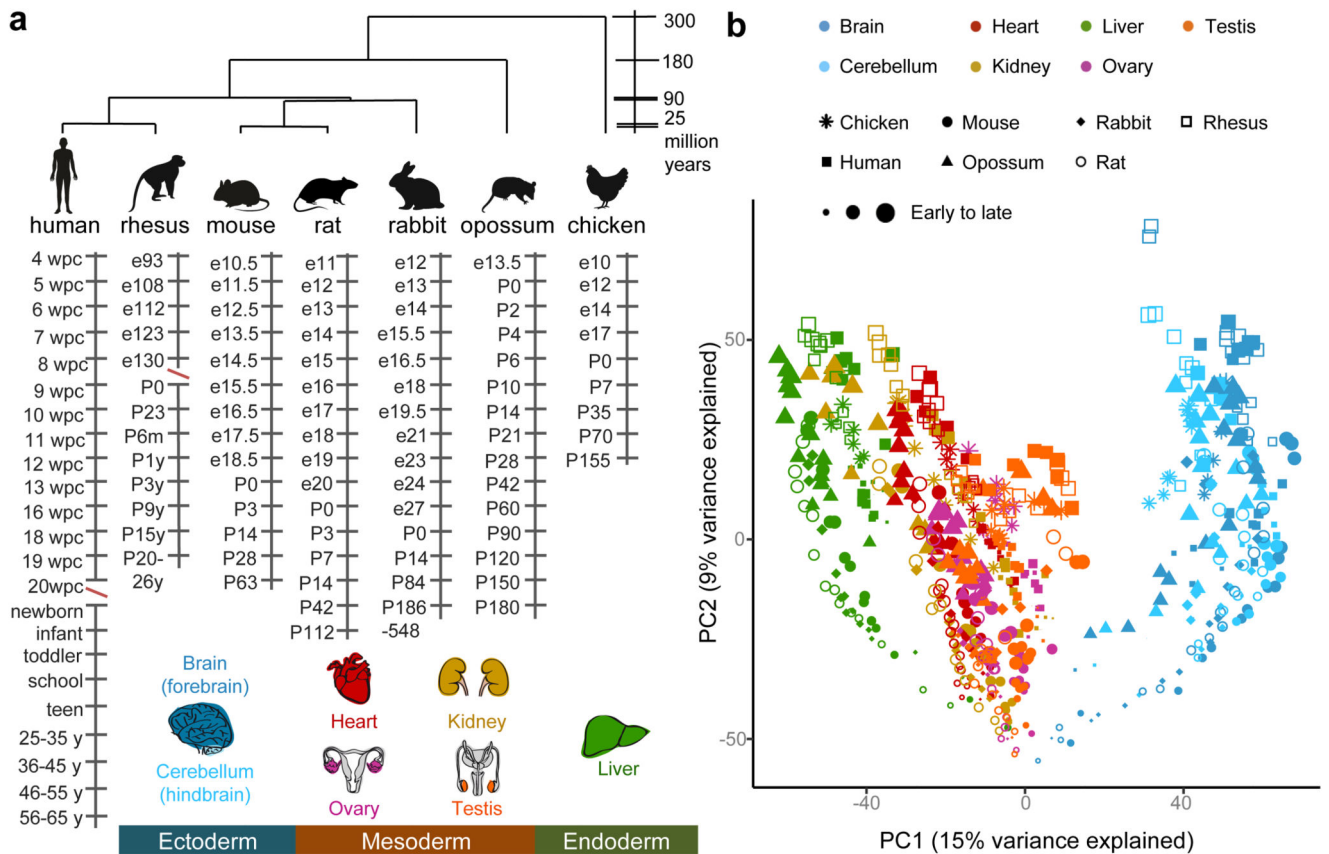 a
300
180
90
25
million
years
human
rhesus
mouse
rat
rabbit
opossum
chicken
4 wpc
5 wpc
6 wpc
7 wpc
8 wpc
9 wpc
10 wpc
11 wpc
12 wpc
13 wpc
16 wpc
18 wpc
19 wpc
20wpc
newborn
infant
toddler
school
teen
25-35 y
36-45 y
46-55 y
56-65 y
e93
e108
e112
e123
e130
P0
P23
P6m
P1y
P3y
P9y
P15y
P20-
26y
e10.5
e11.5
e12.5
e13.5
e14.5
e15.5
e16.5
e17.5
e18.5
P0
P3
P14
P28
P63
e11
e12
e13
e14
e15
e16
e17
e18
e19
e20
P0
P3
P7
P14
P42
P112
e12
e13
e14
e15.5
e16.5
e18
e19.5
e21
e23
e24
e27
P0
P14
P84
P186
-548
e13.5
P0
P2
P4
P6
P10
P14
P21
P28
P42
P60
P90
P120
P150
P180
e10
e12
e14
e17
P0
P7
P35
P70
P155
Brain
(forebrain)
Cerebellum
(hindbrain)
Heart
Ovary
Kidney
Testis
Liver
Ectoderm
Mesoderm
Endoderm
b
Brain
Heart
Liver
Testis
Cerebellum
Kidney
Ovary
Chicken
Mouse
Rabbit
Rhesus
Human
Opossum
Rat
Early to late
PC2 (9% variance explained)
50
0
-50
-40
0
40
PC1 (15% variance explained)